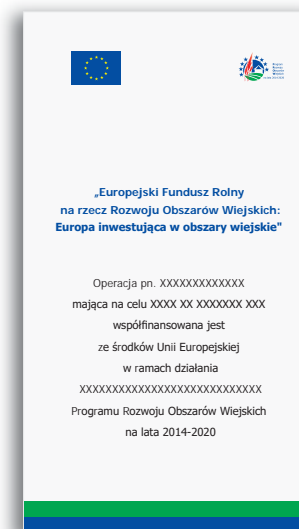 „Europejski Fundusz Rolny
na rzecz Rozwoju Obszarów Wiejskich:
Europa inwestująca w obszary wiejskie"
Operacja pn. XXXXXXXXXXXXX
mająca na celu XXXX XX XXXXXXX XXX
współfinansowana jest
ze środków Unii Europejskiej
w ramach działania
XXXXXXXXXXXXXXXXXXXXXXXXXXXX
Programu Rozwoju Obszarów Wiejskich
na lata 2014-2020